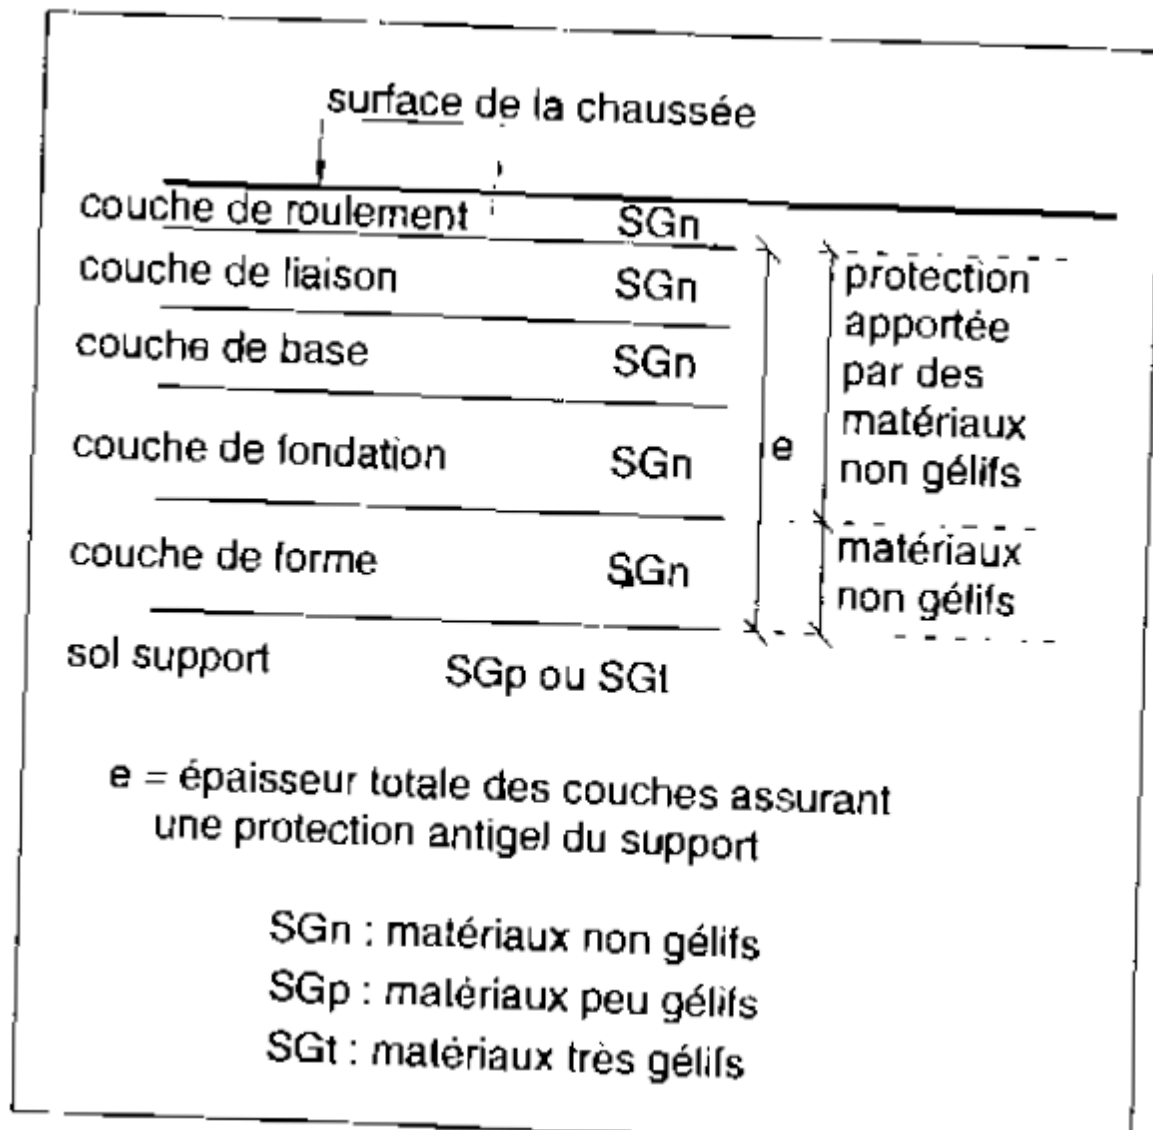 surface de la chaussée
couche de roulement SGn
couche de liaison SGn
protection
apportée
couche de base SGn
par des
matériaux
couche de fondation SGn
e
non gélifs
couche de forme SGn
matériaux
non gélifs
sol support SGp ou SGt
e = épaisseur totale des couches assurant
une protection antigel du support
SGn : matériaux non gélifs
SGp : matériaux peu gélifs
SGt : matériaux très gélifs